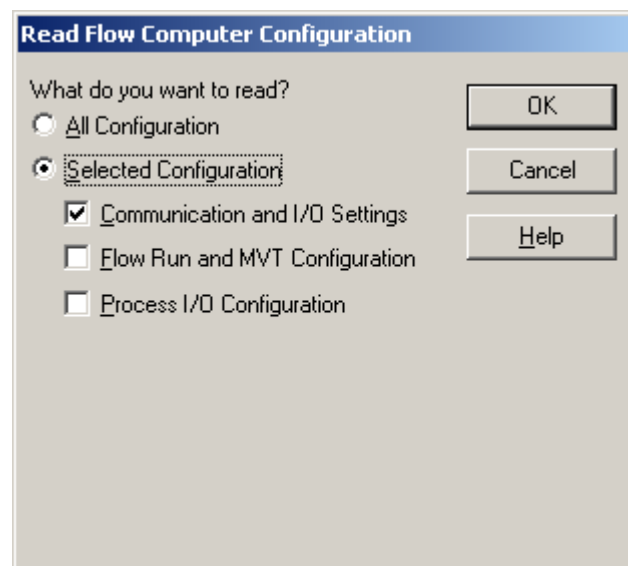 Read Flow Computer Configuration
What do you want to read?
All Configuration
Selected Configuration
Communication and I/O Settings
Flow Run and MVT Configuration
Process I/O Configuration
OK
Cancel
Help